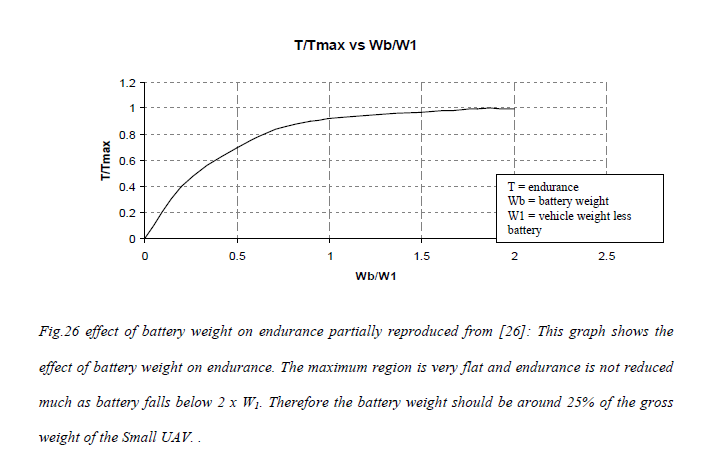 T/Tmax vs Wb/W1
1.2
1
0.8
0.6
0.4
0.2
0
T/Tmax
0 0.5 1 1.5 2 2.5
Wb/W1
T = endurance
Wb = battery weight
W1 = vehicle weight less
battery
Fig.26 effect of battery weight on endurance partially reproduced from [26]: This graph shows the
effect of battery weight on endurance. The maximum region is very flat and endurance is not reduced
much as battery falls below 2 x W1. Therefore the battery weight should be around 25% of the gross
weight of the Small UAV. .